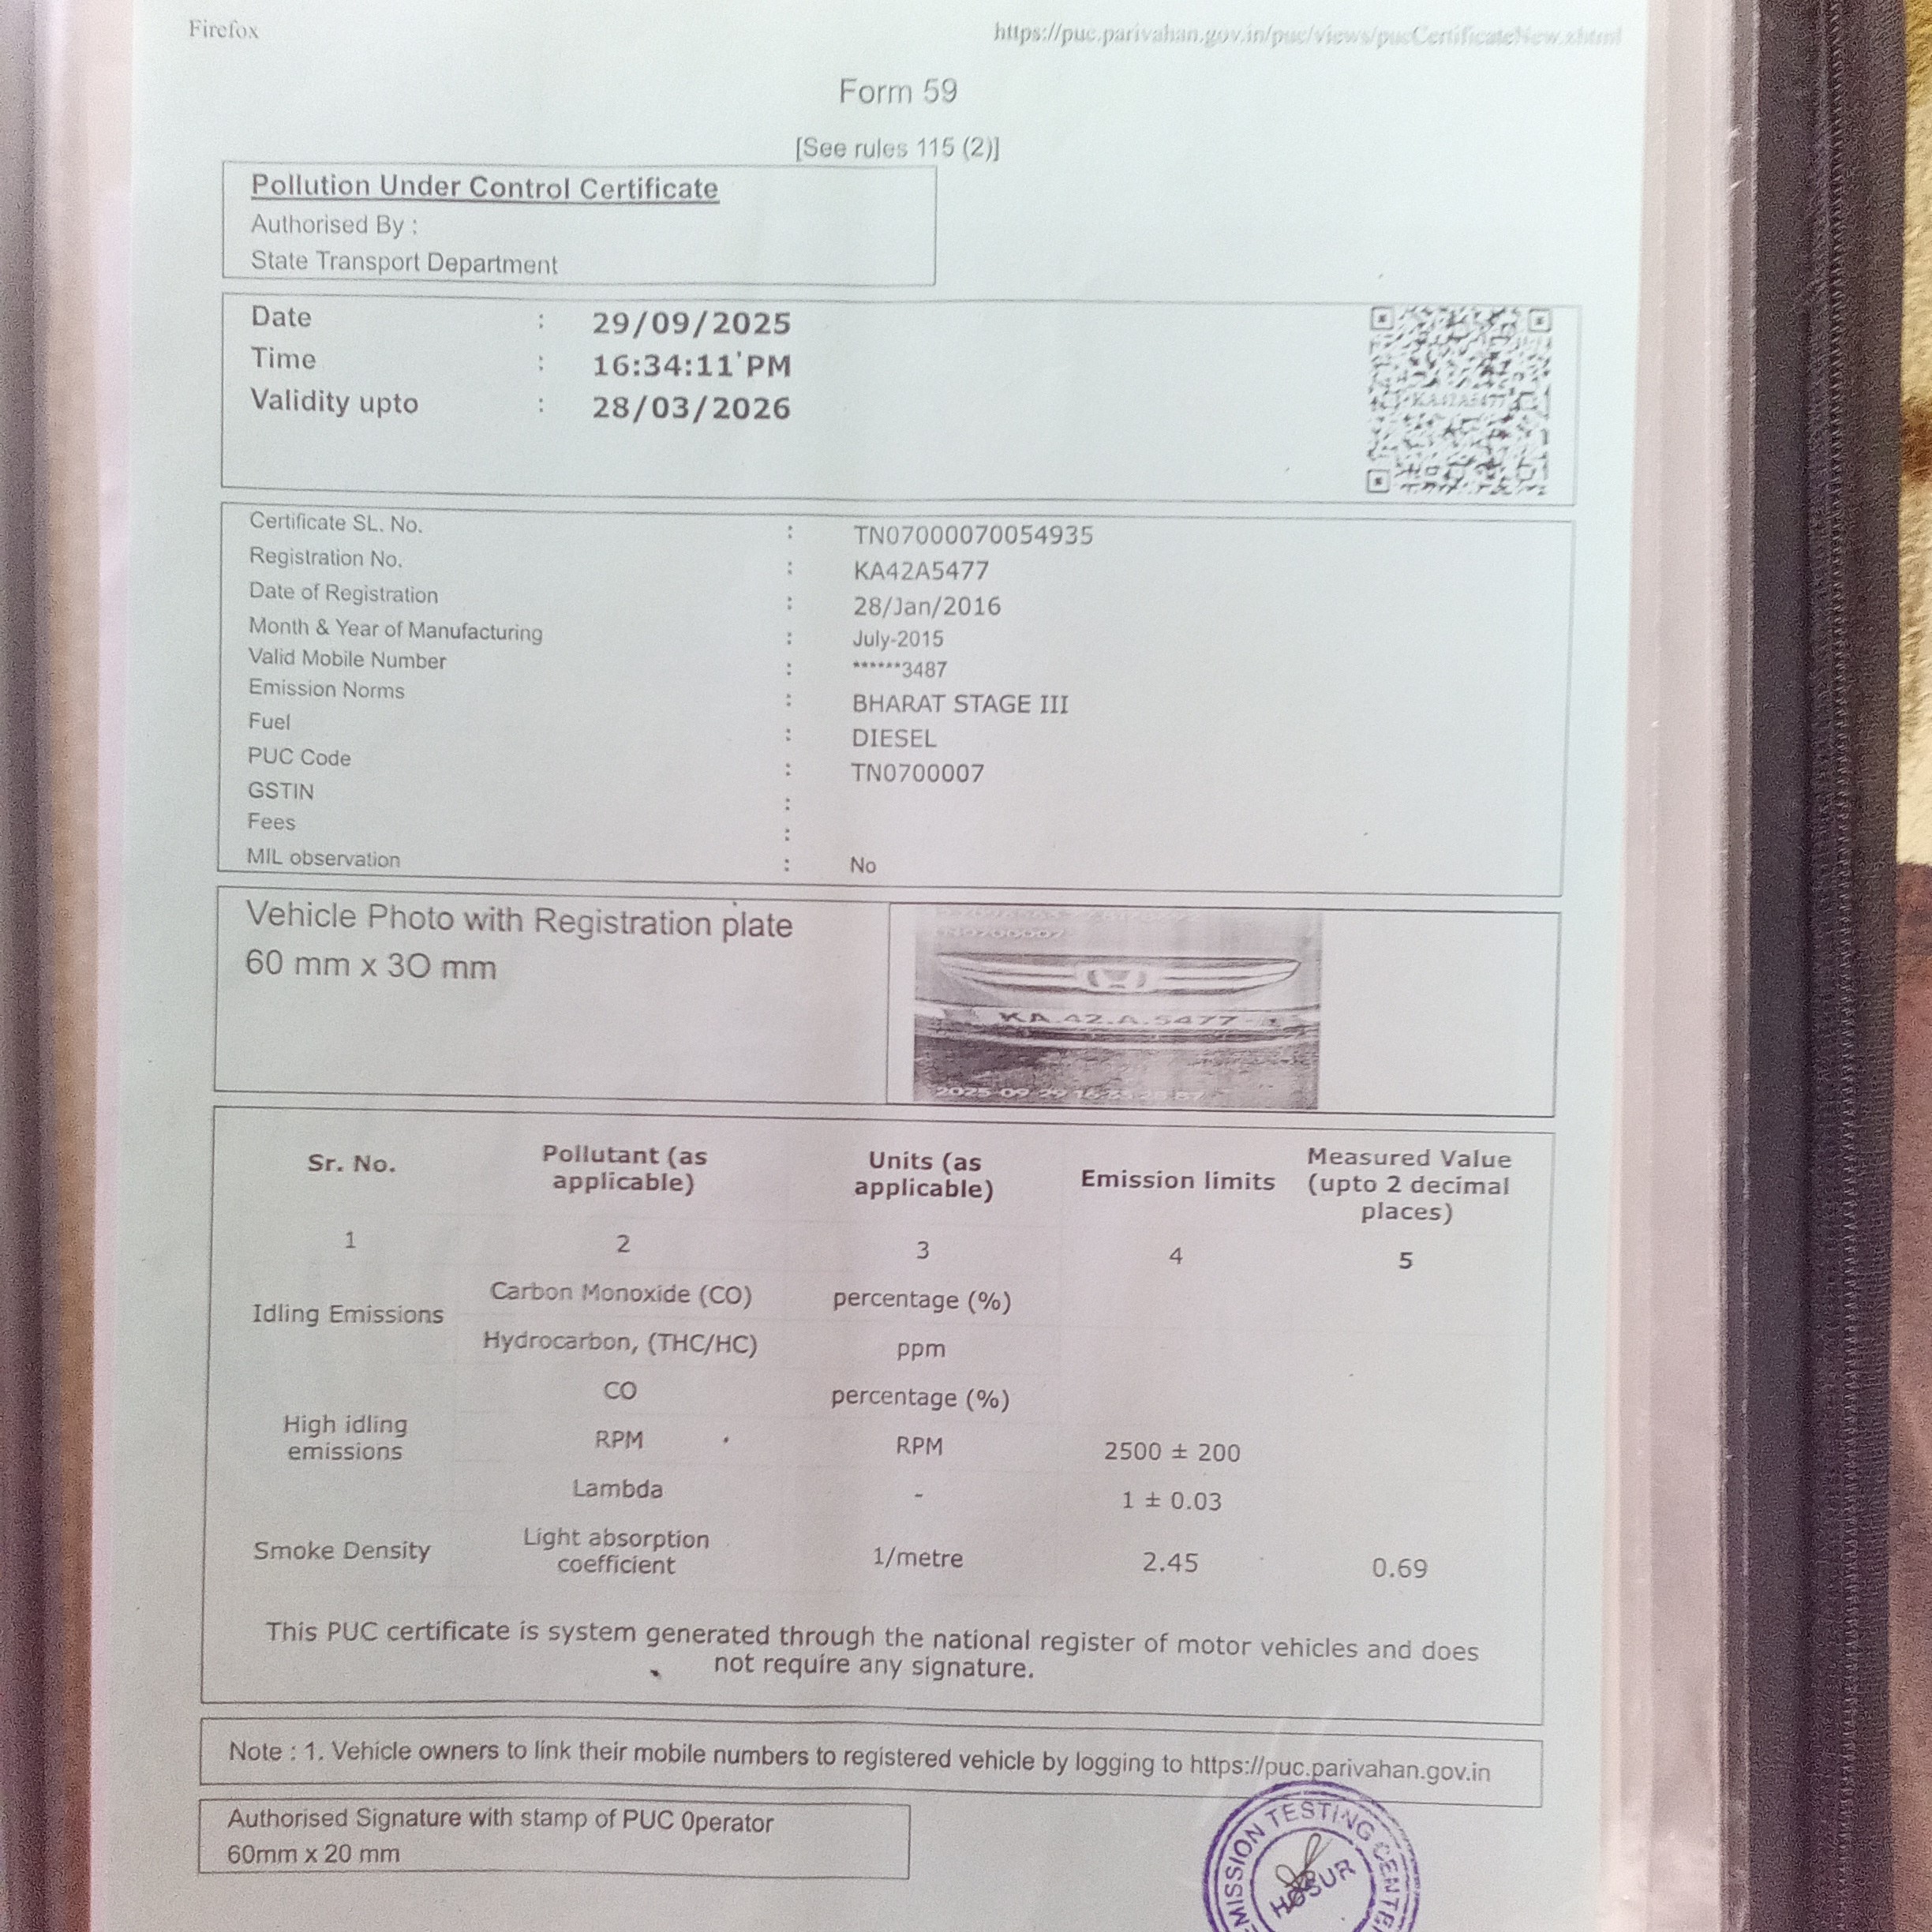 Firefox
https://puc.parivahan.gov.in/puc/views/pucCertificateNew.xhtml
Form 59
[See rules 115 (2)]
Pollution Under Control Certificate
Authorised By :
State Transport Department
Date : 29/09/2025
Time : 16:34:11'PM
Validity upto : 28/03/2026
KA42A5477
Certificate SL. No. : TN07000070054935
Registration No. : KA42A5477
Date of Registration : 28/Jan/2016
Month & Year of Manufacturing : July-2015
Valid Mobile Number : ******3487
Emission Norms : BHARAT STAGE III
Fuel : DIESEL
PUC Code : TN0700007
GSTIN :
Fees :
MIL observation : No
Vehicle Photo with Registration plate
60 mm x 3O mm
KA.42.A.5477
Sr. No. Pollutant (as applicable) Units (as applicable) Emission limits Measured Value (upto 2 decimal places)
1 2 3 4 5
Idling Emissions Carbon Monoxide (CO) percentage (%)
Hydrocarbon, (THC/HC) ppm
High idling emissions CO percentage (%)
RPM RPM 2500 ± 200
Lambda - 1 ± 0.03
Smoke Density Light absorption coefficient 1/metre 2.45 0.69
This PUC certificate is system generated through the national register of motor vehicles and does
not require any signature.
Note : 1. Vehicle owners to link their mobile numbers to registered vehicle by logging to https://puc.parivahan.gov.in
Authorised Signature with stamp of PUC 0perator
60mm x 20 mm
EMISSION TESTING CENTER
HOSUR